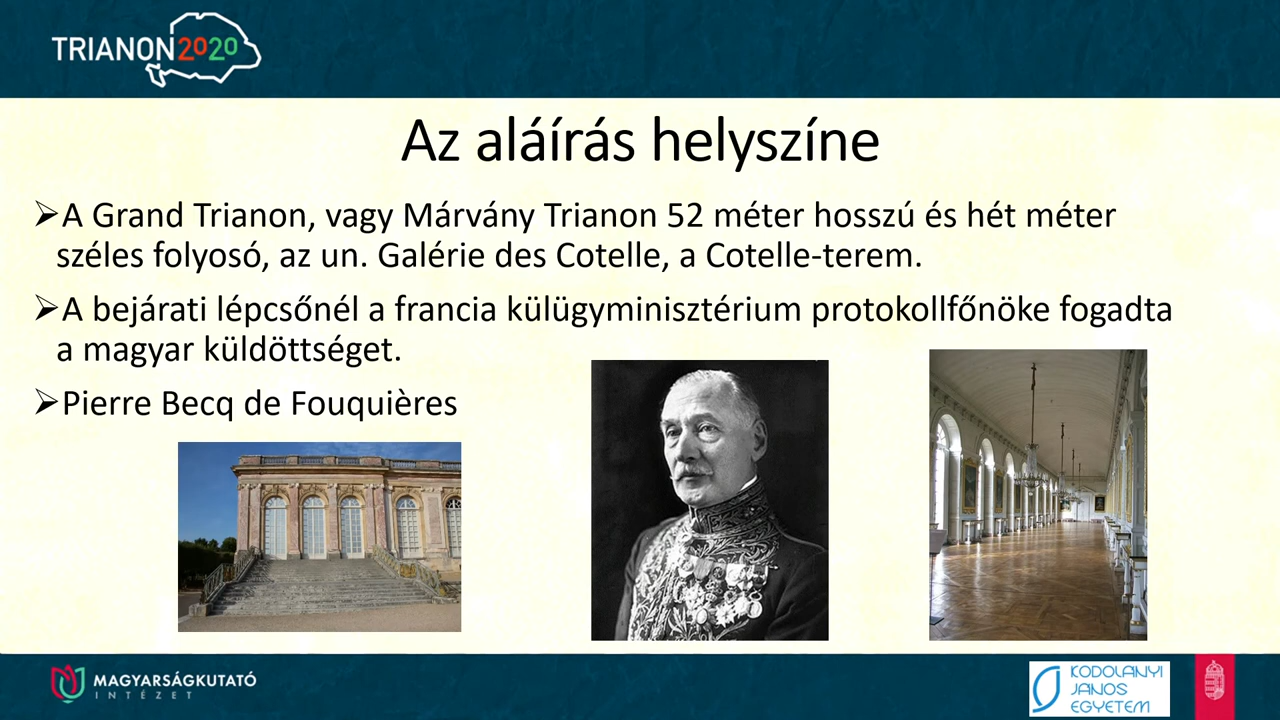 TRIANON2020
Az aláírás helyszíne
➢A Grand Trianon, vagy Márvány Trianon 52 méter hosszú és hét méter
széles folyosó, az un. Galérie des Cotelle, a Cotelle-terem.
➢A bejárati lépcsőnél a francia külügyminisztérium protokollfőnöke fogadta
a magyar küldöttséget.
➢Pierre Becq de Fouquières
MAGYARSÁGKUTATÓ
INTÉZET
KODOLÁNYI
JÁNOS
EGYETEM